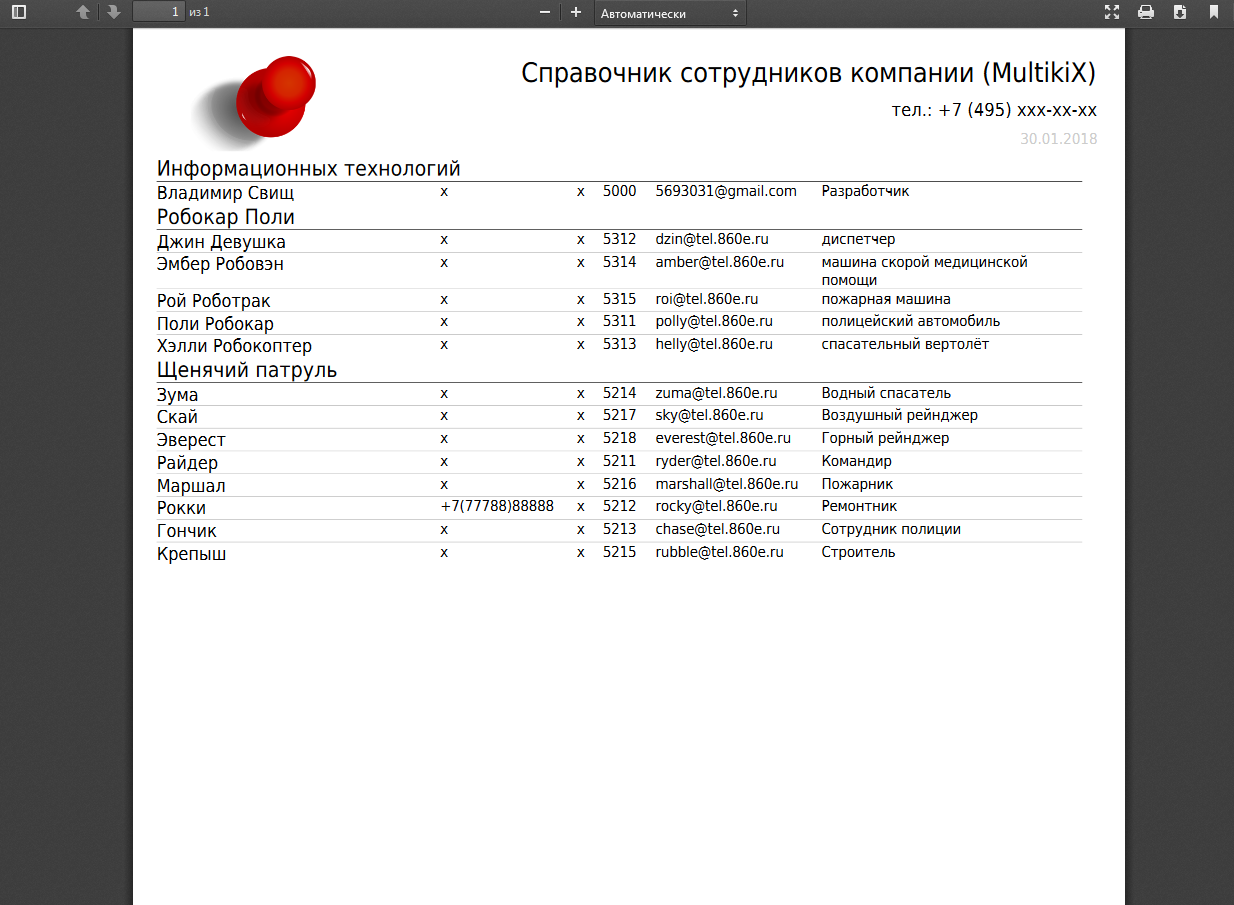 1 из 1 Автоматически
Справочник сотрудников компании (MultikiX)
тел.: +7 (495) xxx-xx-xx
30.01.2018
Информационных технологий
Владимир Свищ x x 5000 5693031@gmail.com Разработчик
Робокар Поли
Джин Девушка x x 5312 dzin@tel.860e.ru диспетчер
Эмбер Робовэн x x 5314 amber@tel.860e.ru машина скорой медицинской
помощи
Рой Роботрак x x 5315 roi@tel.860e.ru пожарная машина
Поли Робокар x x 5311 polly@tel.860e.ru полицейский автомобиль
Хэлли Робокоптер x x 5313 helly@tel.860e.ru спасательный вертолёт
Щенячий патруль
Зума x x 5214 zuma@tel.860e.ru Водный спасатель
Скай x x 5217 sky@tel.860e.ru Воздушный рейнджер
Эверест x x 5218 everest@tel.860e.ru Горный рейнджер
Райдер x x 5211 ryder@tel.860e.ru Командир
Маршал x x 5216 marshall@tel.860e.ru Пожарник
Рокки +7(77788)88888 x 5212 rocky@tel.860e.ru Ремонтник
Гончик x x 5213 chase@tel.860e.ru Сотрудник полиции
Крепыш x x 5215 rubble@tel.860e.ru Строитель